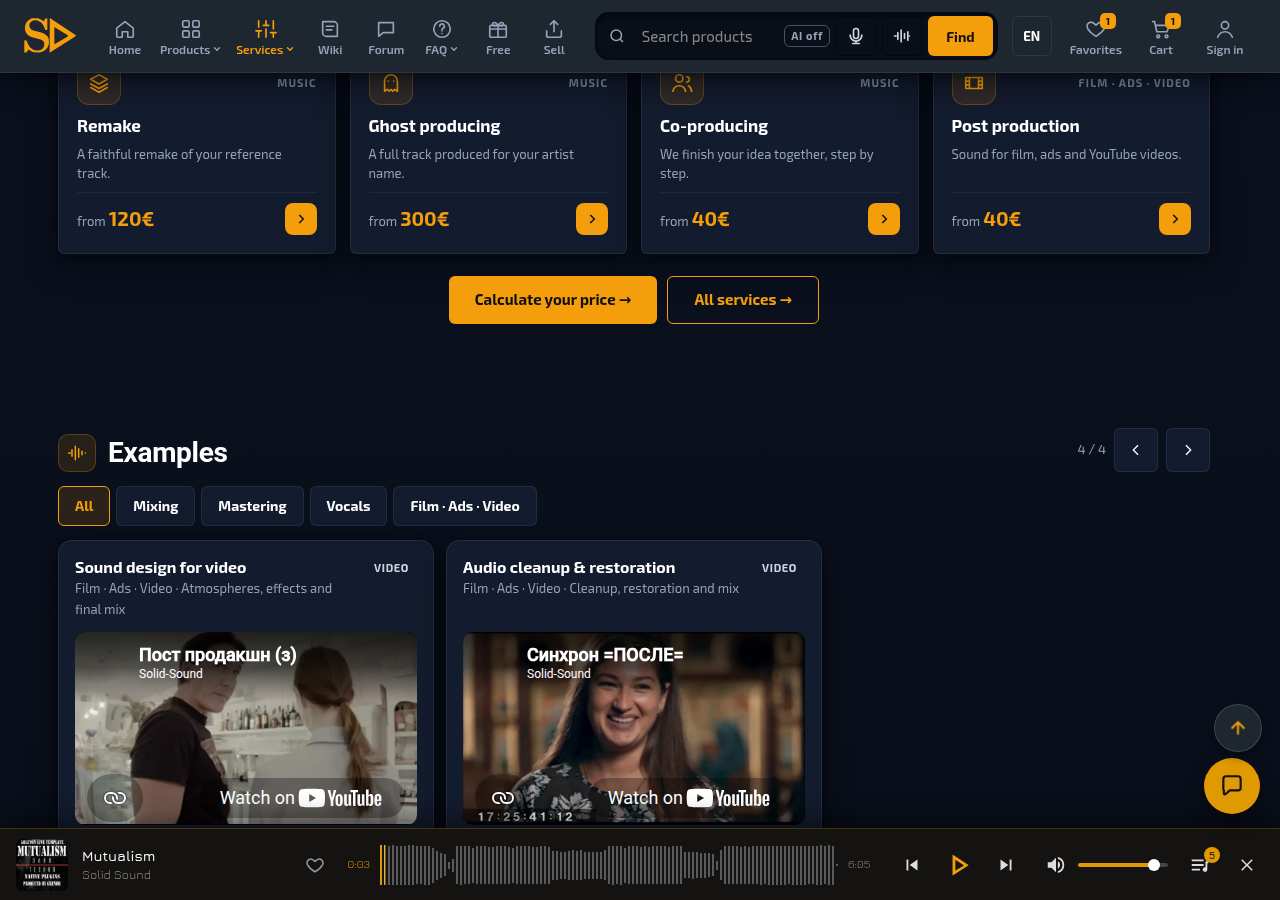 SD
Home
Products
Services
Wiki
Forum
FAQ
Free
Sell
Search products
AI off
Find
EN
1
Favorites
1
Cart
Sign in
MUSIC
Remake
A faithful remake of your reference
track.
from 120€
MUSIC
Ghost producing
A full track produced for your artist
name.
from 300€
MUSIC
Co-producing
We finish your idea together, step by
step.
from 40€
FILM · ADS · VIDEO
Post production
Sound for film, ads and YouTube videos.
from 40€
Calculate your price →
All services →
Examples
4 / 4
All
Mixing
Mastering
Vocals
Film · Ads · Video
Sound design for video
VIDEO
Film · Ads · Video · Atmospheres, effects and
final mix
Пост продакшн (з)
Solid-Sound
Watch on YouTube
Audio cleanup & restoration
VIDEO
Film · Ads · Video · Cleanup, restoration and mix
Синхрон =ПОСЛЕ=
Solid-Sound
Watch on YouTube
17:25:41:12
MUTUALISM
Mutualism
Solid Sound
0:03
6:05
5